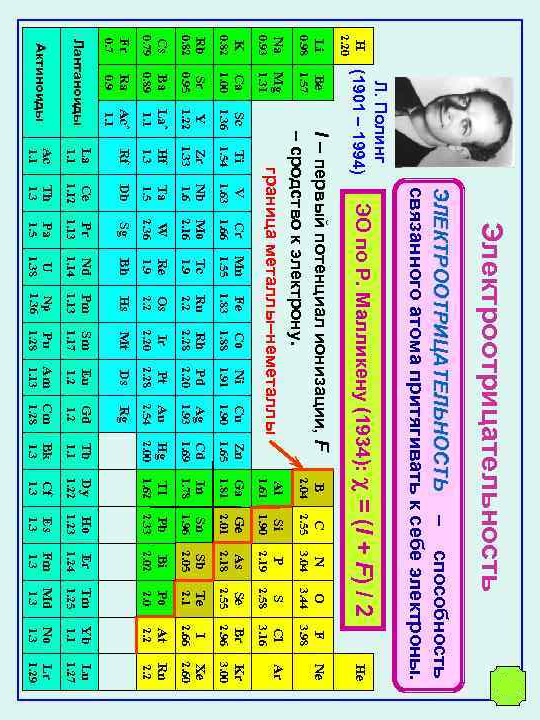 Электроотрицательность
ЭЛЕКТРООТРИЦАТЕЛЬНОСТЬ – способность
связанного атома притягивать к себе электроны.
Л. Полинг
(1901 – 1994)
ЭО по Р. Малликену (1934): χ = (I + F) / 2
I – первый потенциал ионизации, F
– сродство к электрону.
граница металлы–неметаллы
H He
2.20
Li Be B C N O F Ne
0.98 1.57 2.04 2.55 3.04 3.44 3.98
Na Mg Al Si P S Cl Ar
0.93 1.31 1.61 1.90 2.19 2.58 3.16
K Ca Sc Ti V Cr Mn Fe Co Ni Cu Zn Ga Ge As Se Br Kr
0.82 1.00 1.36 1.54 1.63 1.66 1.55 1.83 1.88 1.91 1.90 1.65 1.81 2.01 2.18 2.55 2.96 3.00
Rb Sr Y Zr Nb Mo Tc Ru Rh Pd Ag Cd In Sn Sb Te I Xe
0.82 0.95 1.22 1.33 1.6 2.16 1.9 2.2 2.28 2.20 1.93 1.69 1.78 1.96 2.05 2.1 2.66 2.60
Cs Ba La* Hf Ta W Re Os Ir Pt Au Hg Tl Pb Bi Po At Rn
0.79 0.89 1.1 1.3 1.5 2.36 1.9 2.2 2.20 2.28 2.54 2.00 1.62 2.33 2.02 2.0 2.2 2.2
Fr Ra Ac* Rf Db Sg Bh Hs Mt Ds Rg
0.7 0.9 1.1
Лантаноиды La Ce Pr Nd Pm Sm Eu Gd Tb Dy Ho Er Tm Yb Lu
1.1 1.12 1.13 1.14 1.13 1.17 1.2 1.2 1.1 1.22 1.23 1.24 1.25 1.1 1.27
Актиноиды Ac Th Pa U Np Pu Am Cm Bk Cf Es Fm Md No Lr
1.1 1.3 1.5 1.38 1.36 1.28 1.13 1.28 1.3 1.3 1.3 1.3 1.3 1.3 1.29